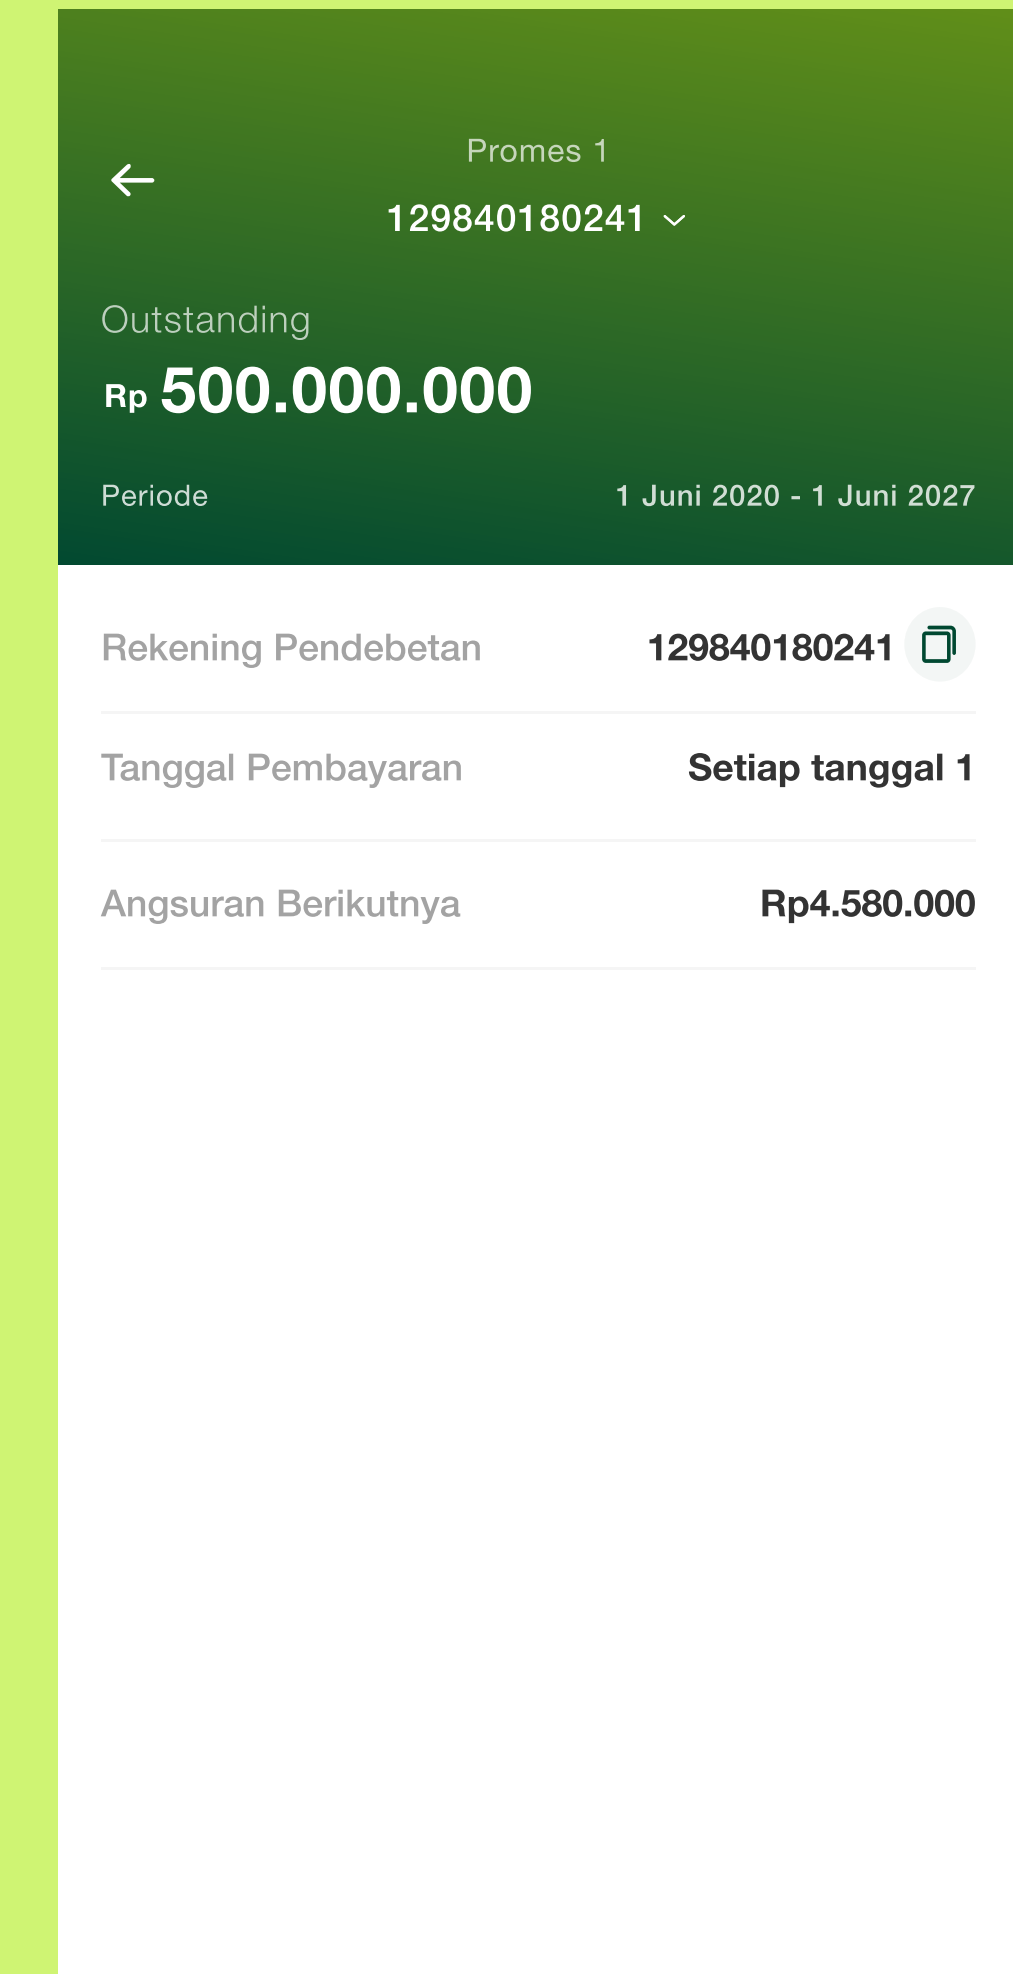 Promes 1
129840180241
Outstanding
Rp 500.000.000
Periode 1 Juni 2020 - 1 Juni 2027
Rekening Pendebetan 129840180241
Tanggal Pembayaran Setiap tanggal 1
Angsuran Berikutnya Rp4.580.000